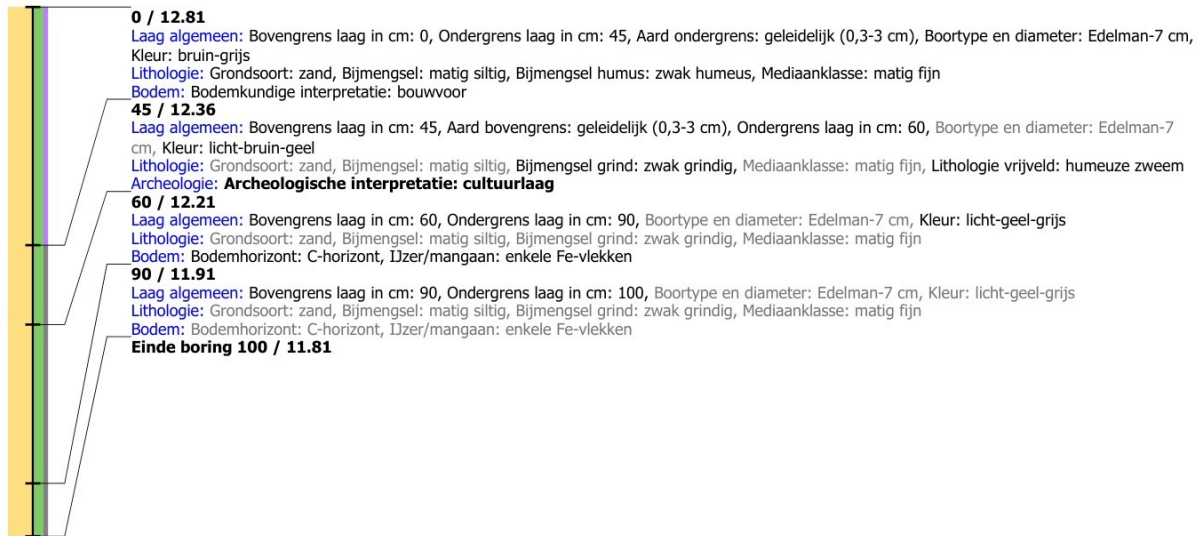 0 / 12.81
Laag algemeen: Bovengrens laag in cm: 0, Ondergrens laag in cm: 45, Aard ondergrens: geleidelijk (0,3-3 cm), Boortype en diameter: Edelman-7 cm,
Kleur: bruin-grijs
Lithologie: Grondsoort: zand, Bijmengsel: matig siltig, Bijmengsel humus: zwak humeus, Mediaanklasse: matig fijn
Bodem: Bodemkundige interpretatie: bouwvoor
45 / 12.36
Laag algemeen: Bovengrens laag in cm: 45, Aard bovengrens: geleidelijk (0,3-3 cm), Ondergrens laag in cm: 60, Boortype en diameter: Edelman-7
cm, Kleur: licht-bruin-geel
Lithologie: Grondsoort: zand, Bijmengsel: matig siltig, Bijmengsel grind: zwak grindig, Mediaanklasse: matig fijn, Lithologie vrijveld: humeuze zweem
Archeologie: Archeologische interpretatie: cultuurlaag
60 / 12.21
Laag algemeen: Bovengrens laag in cm: 60, Ondergrens laag in cm: 90, Boortype en diameter: Edelman-7 cm, Kleur: licht-geel-grijs
Lithologie: Grondsoort: zand, Bijmengsel: matig siltig, Bijmengsel grind: zwak grindig, Mediaanklasse: matig fijn
Bodem: Bodemhorizont: C-horizont, IJzer/mangaan: enkele Fe-vlekken
90 / 11.91
Laag algemeen: Bovengrens laag in cm: 90, Ondergrens laag in cm: 100, Boortype en diameter: Edelman-7 cm, Kleur: licht-geel-grijs
Lithologie: Grondsoort: zand, Bijmengsel: matig siltig, Bijmengsel grind: zwak grindig, Mediaanklasse: matig fijn
Bodem: Bodemhorizont: C-horizont, IJzer/mangaan: enkele Fe-vlekken
Einde boring 100 / 11.81